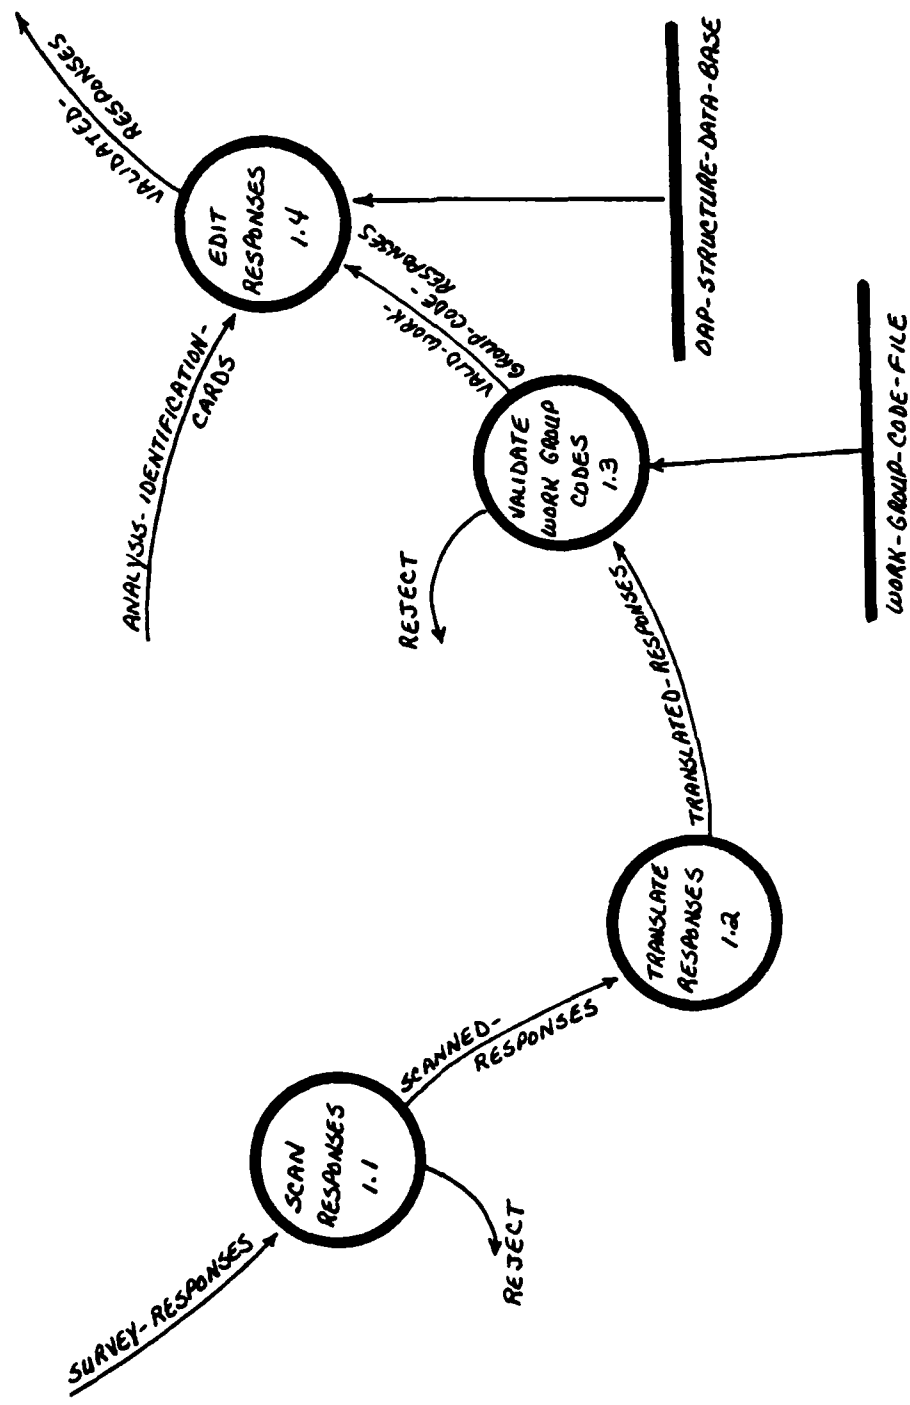 SURVEY-RESPONSES
SCAN
RESPONSES
1.1
REJECT
SCANNED-
RESPONSES
TRANSLATE
RESPONSES
1.2
TRANSLATED-RESPONSES
REJECT
VALIDATE
WORK GROUP
CODES
1.3
WORK-GROUP-CODE-FILE
VALID-WORK-
GROUP-CODE-
RESPONSES
ANALYSIS-IDENTIFICATION-
CARDS
EDIT
RESPONSES
1.4
OAP-STRUCTURE-DATA-BASE
VALIDATED-
RESPONSES